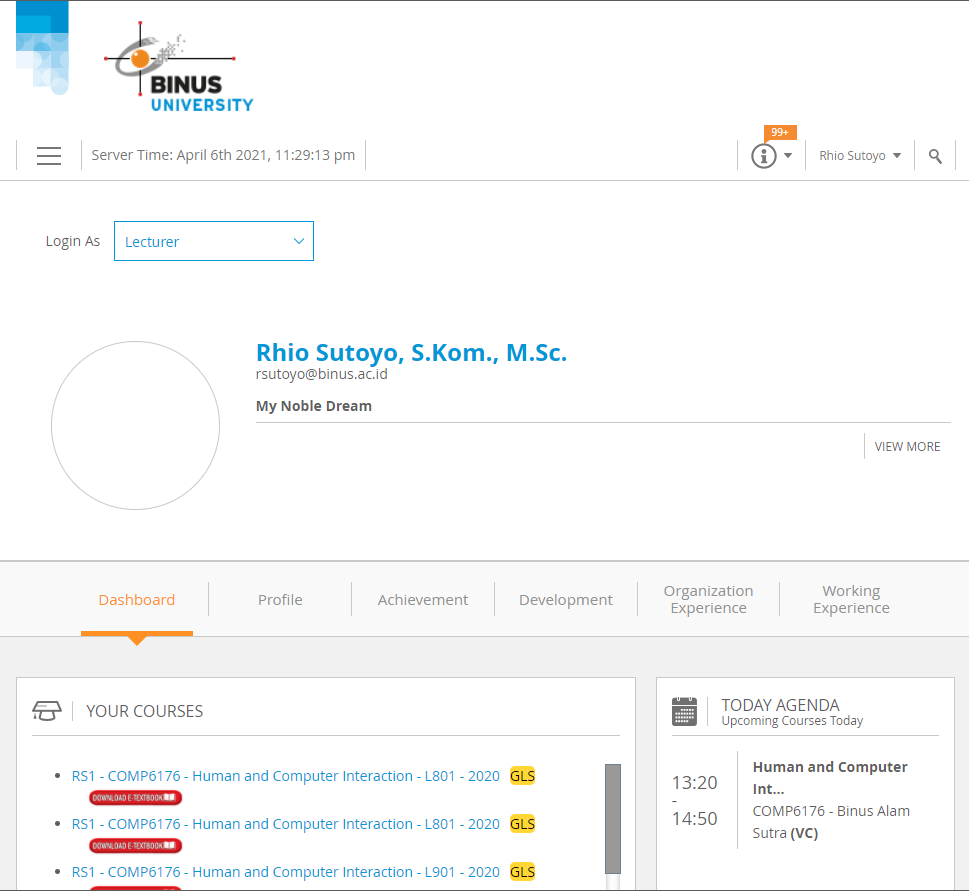 BINUS
UNIVERSITY
Server Time: April 6th 2021, 11:29:13 pm
99+
Rhio Sutoyo
Login As
Lecturer
Rhio Sutoyo, S.Kom., M.Sc.
rsutoyo@binus.ac.id
My Noble Dream
VIEW MORE
Dashboard
Profile
Achievement
Development
Organization
Experience
Working
Experience
YOUR COURSES
RS1 - COMP6176 - Human and Computer Interaction - L801 - 2020 GLS
DOWNLOAD E-TEXTBOOK
RS1 - COMP6176 - Human and Computer Interaction - L801 - 2020 GLS
DOWNLOAD E-TEXTBOOK
RS1 - COMP6176 - Human and Computer Interaction - L901 - 2020 GLS
TODAY AGENDA
Upcoming Courses Today
13:20
-
14:50
Human and Computer
Int...
COMP6176 - Binus Alam
Sutra (VC)